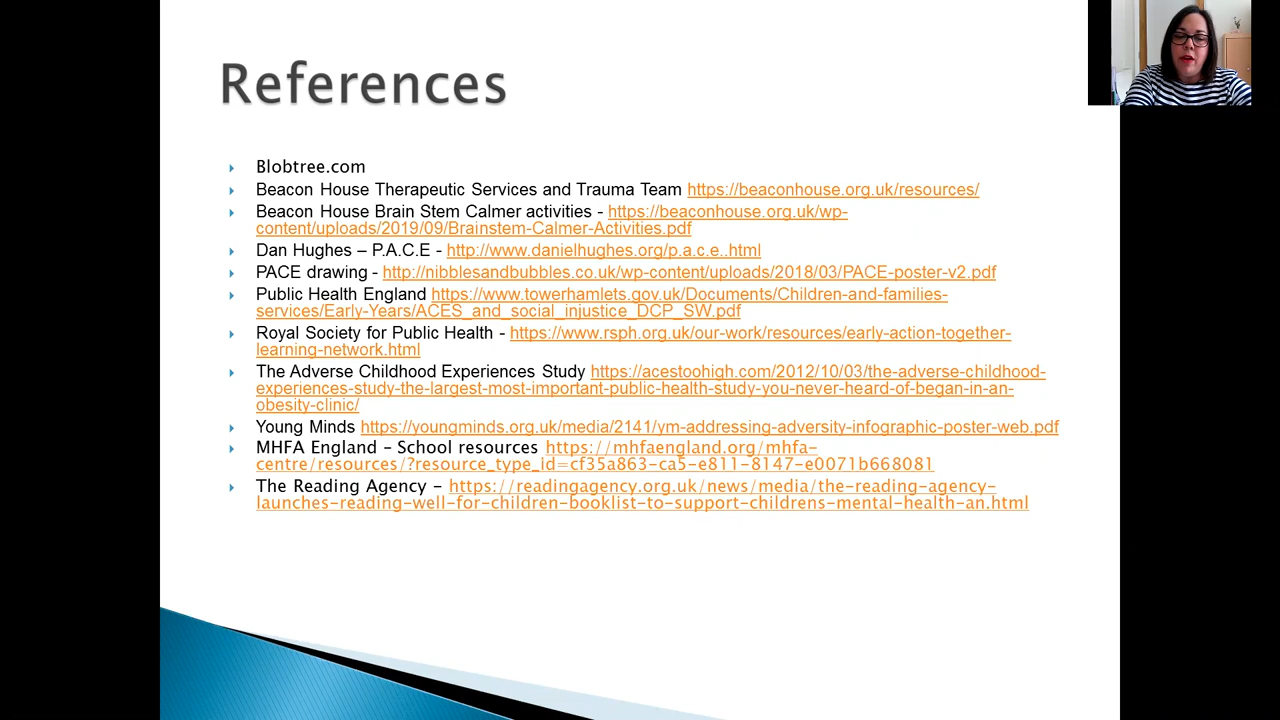 References
Blobtree.com
Beacon House Therapeutic Services and Trauma Team https://beaconhouse.org.uk/resources/
Beacon House Brain Stem Calmer activities - https://beaconhouse.org.uk/wp-
content/uploads/2019/09/Brainstem-Calmer-Activities.pdf
Dan Hughes – P.A.C.E - http://www.danielhughes.org/p.a.c.e..html
PACE drawing - http://nibblesandbubbles.co.uk/wp-content/uploads/2018/03/PACE-poster-v2.pdf
Public Health England https://www.towerhamlets.gov.uk/Documents/Children-and-families-
services/Early-Years/ACES_and_social_injustice_DCP_SW.pdf
Royal Society for Public Health - https://www.rsph.org.uk/our-work/resources/early-action-together-
learning-network.html
The Adverse Childhood Experiences Study https://acestoohigh.com/2012/10/03/the-adverse-childhood-
experiences-study-the-largest-most-important-public-health-study-you-never-heard-of-began-in-an-
obesity-clinic/
Young Minds https://youngminds.org.uk/media/2141/ym-addressing-adversity-infographic-poster-web.pdf
MHFA England – School resources https://mhfaengland.org/mhfa-
centre/resources/?resource_type_id=cf35a863-ca5-e811-8147-e0071b668081
The Reading Agency – https://readingagency.org.uk/news/media/the-reading-agency-
launches-reading-well-for-children-booklist-to-support-childrens-mental-health-an.html